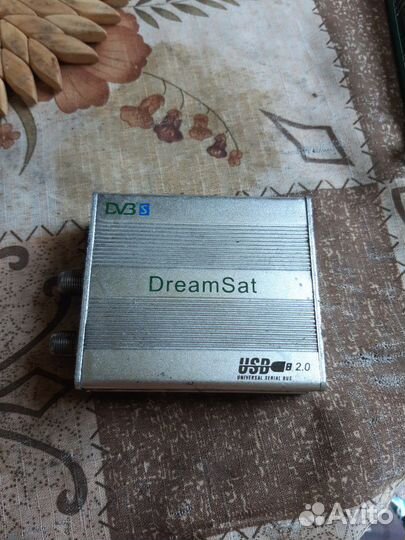 DVB S
DreamSat
USB 2.0
UNIVERSAL SERIAL BUS
Avito